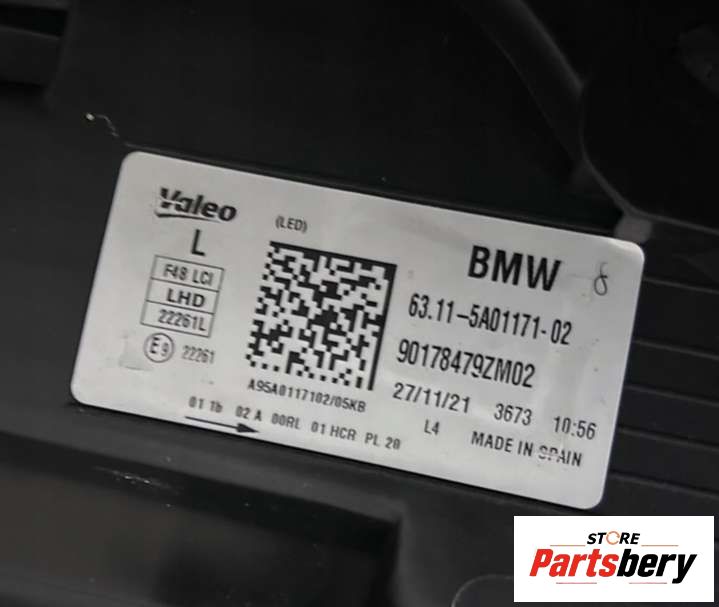 Valeo
L
F48 LCI
LHD
22261L
E9 22261
(LED)
A95A0117102/05KB
01 1b 02 A 00RL 01 HCR PL 20
BMW 8
63.11-5A01171-02
90178479ZM02
27/11/21 3673 10:56
L4 MADE IN SPAIN
STORE
Partsbery